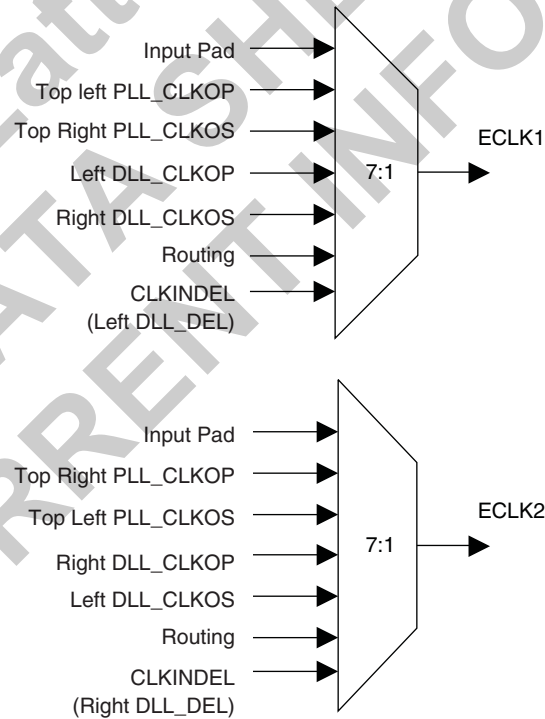 Input Pad
Top left PLL_CLKOP
Top Right PLL_CLKOS
Left DLL_CLKOP
Right DLL_CLKOS
Routing
CLKINDEL
(Left DLL_DEL)
7:1
ECLK1
Input Pad
Top Right PLL_CLKOP
Top Left PLL_CLKOS
Right DLL_CLKOP
Left DLL_CLKOS
Routing
CLKINDEL
(Right DLL_DEL)
7:1
ECLK2